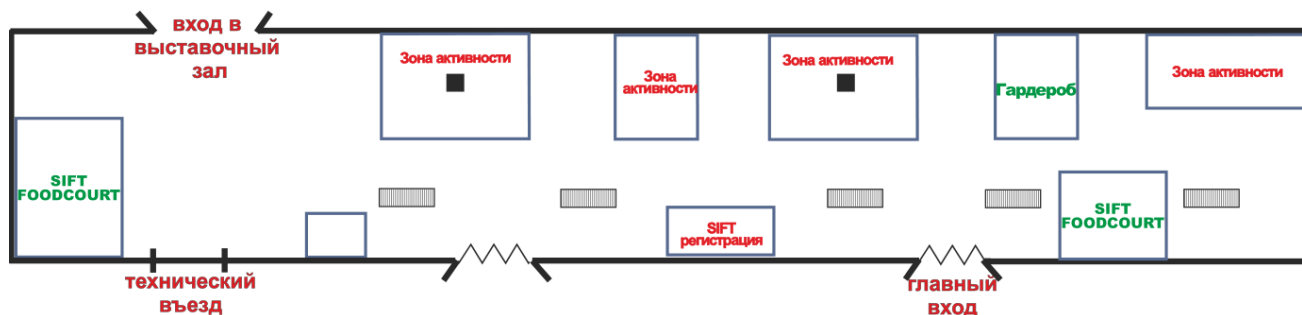 вход в
выставочный
зал
Зона активности
Зона
активности
Зона активности
Гардероб
Зона активности
SIFT
FOODCOURT
SIFT
регистрация
SIFT
FOODCOURT
технический
въезд
главный
вход